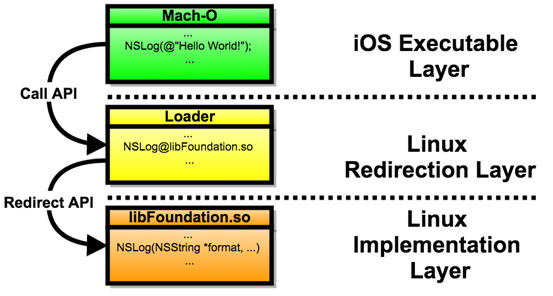 Mach-O
...
NSLog(@"Hello World!");
...
iOS Executable
Layer
Call API
Loader
...
NSLog@libFoundation.so
...
Linux
Redirection Layer
Redirect API
libFoundation.so
...
NSLog(NSString *format, ...)
...
Linux
Implementation
Layer